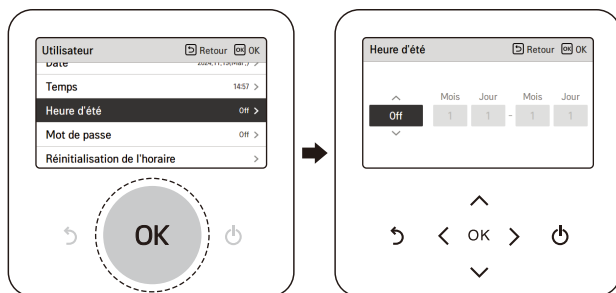 Utilisateur
Retour OK OK
Date 2024,11,15(Mar.) >
Temps 14:57 >
Heure d'été Off >
Mot de passe Off >
Réinitialisation de l'horaire >
OK
Heure d'été
Retour OK OK
Mois Jour Mois Jour
Off 1 1 - 1 1
OK